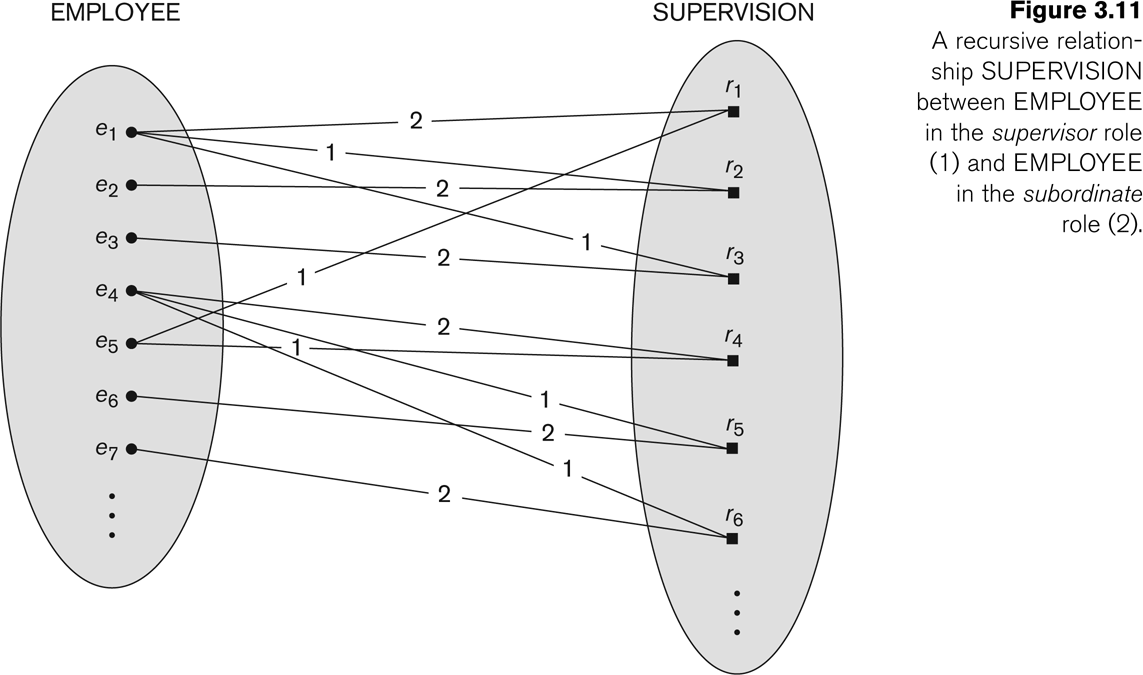 EMPLOYEE
SUPERVISION
Figure 3.11
A recursive relation-
ship SUPERVISION
between EMPLOYEE
in the supervisor role
(1) and EMPLOYEE
in the subordinate
role (2).
e1
e2
e3
e4
e5
e6
e7
2
1
2
1
2
1
2
1
1
2
1
2
r1
r2
r3
r4
r5
r6